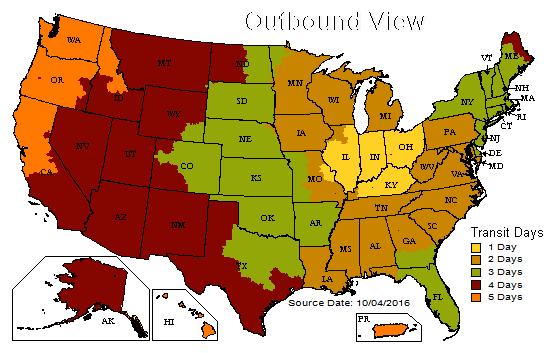 Outbound View
WA
OR
CA
NV
ID
MT
WY
UT
CO
AZ
NM
ND
SD
NE
KS
OK
TX
MN
IA
MO
AR
LA
WI
IL
IN
MI
OH
KY
TN
MS
AL
GA
FL
SC
NC
VA
WV
PA
NY
VT
ME
NH
MA
RI
CT
NJ
DE
MD
AK
HI
PR
Transit Days
1 Day
2 Days
3 Days
4 Days
5 Days
Source Date: 10/04/2016